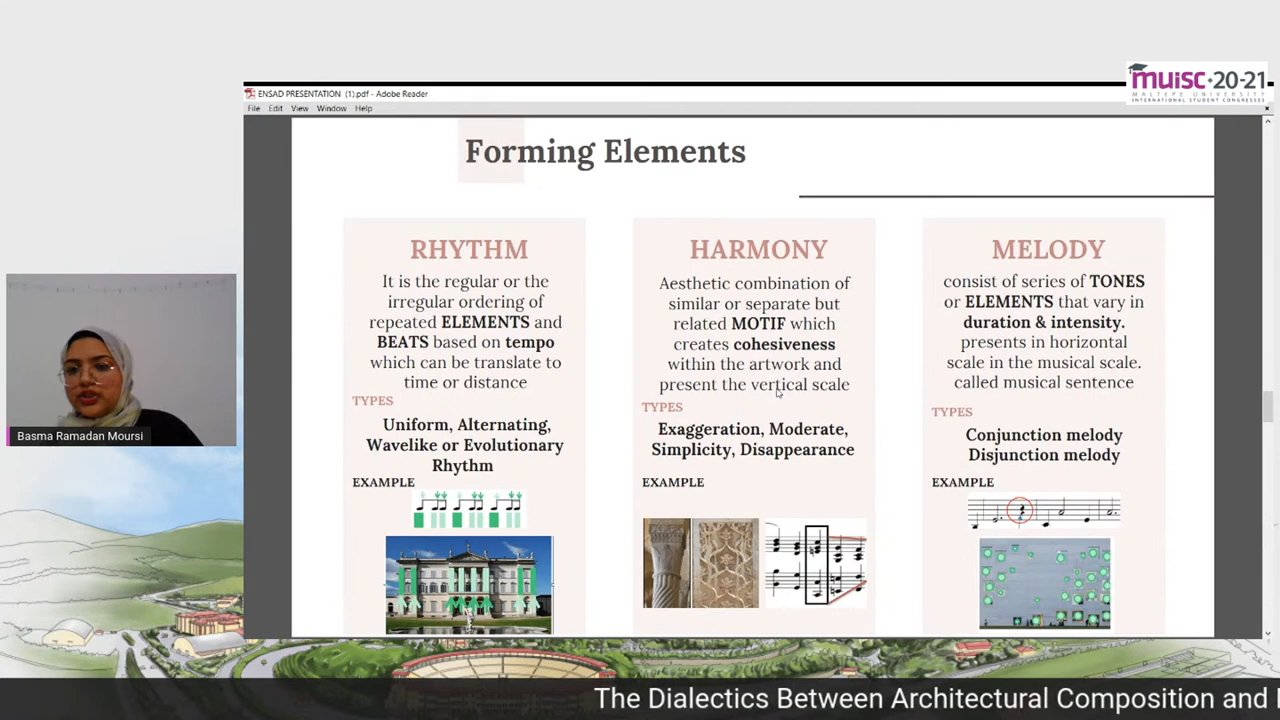 muisc·20-21
MALTEPE UNIVERSITY
INTERNATIONAL STUDENT CONGRESSES
ENSAD PRESENTATION (1).pdf - Adobe Reader
File Edit View Window Help
Forming Elements
RHYTHM
It is the regular or the
irregular ordering of
repeated ELEMENTS and
BEATS based on tempo
which can be translate to
time or distance
TYPES
Uniform, Alternating,
Wavelike or Evolutionary
Rhythm
EXAMPLE
HARMONY
Aesthetic combination of
similar or separate but
related MOTIF which
creates cohesiveness
within the artwork and
present the vertical scale
TYPES
Exaggeration, Moderate,
Simplicity, Disappearance
EXAMPLE
MELODY
consist of series of TONES
or ELEMENTS that vary in
duration & intensity.
presents in horizontal
scale in the musical scale.
called musical sentence
TYPES
Conjunction melody
Disjunction melody
EXAMPLE
Basma Ramadan Moursi
The Dialectics Between Architectural Composition and